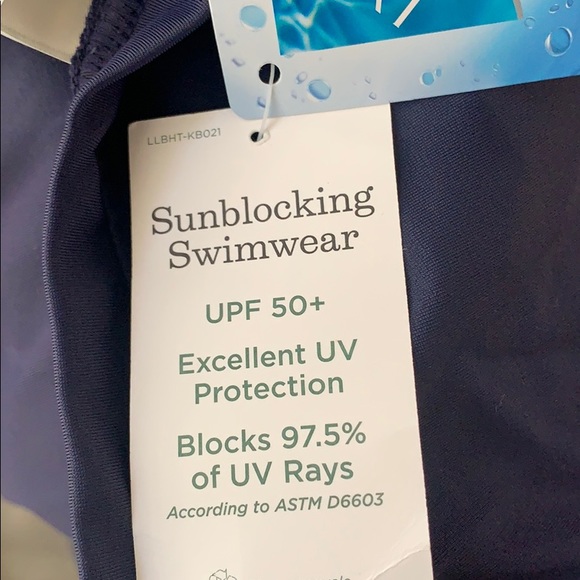 LLBHT-KB021
Sunblocking
Swimwear
UPF 50+
Excellent UV
Protection
Blocks 97.5%
of UV Rays
According to ASTM D6603